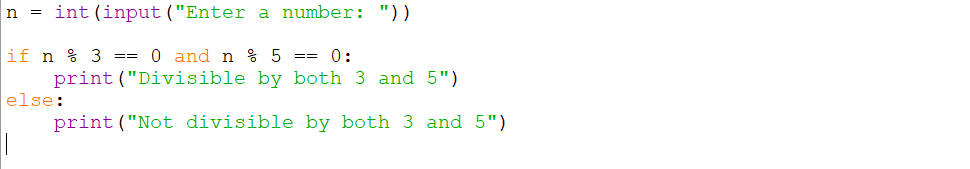 n = int(input("Enter a number: "))
if n % 3 == 0 and n % 5 == 0:
    print("Divisible by both 3 and 5")
else:
    print("Not divisible by both 3 and 5")